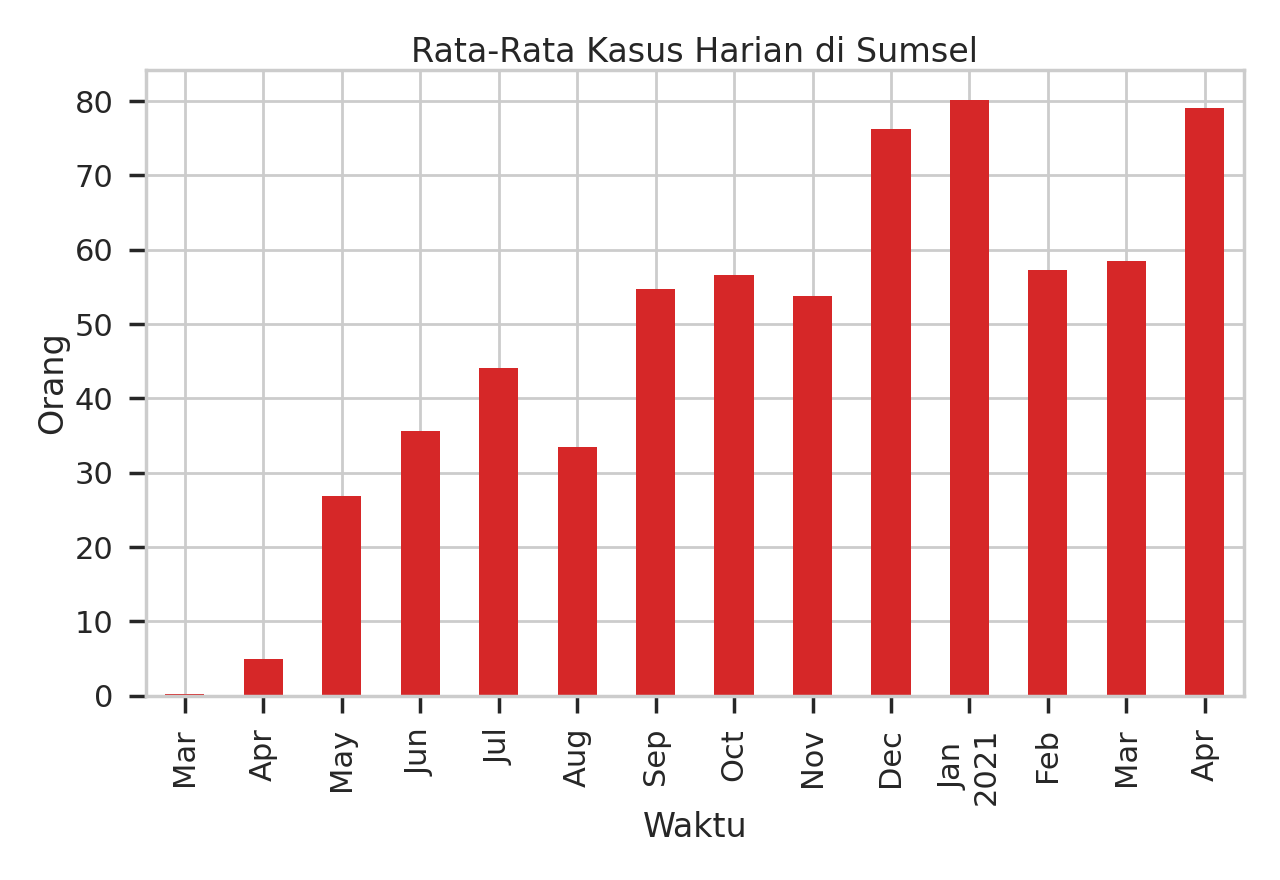 Rata-Rata Kasus Harian di Sumsel
Orang
80
70
60
50
40
30
20
10
0
Mar
Apr
May
Jun
Jul
Aug
Sep
Oct
Nov
Dec
Jan
2021
Feb
Mar
Apr
Waktu